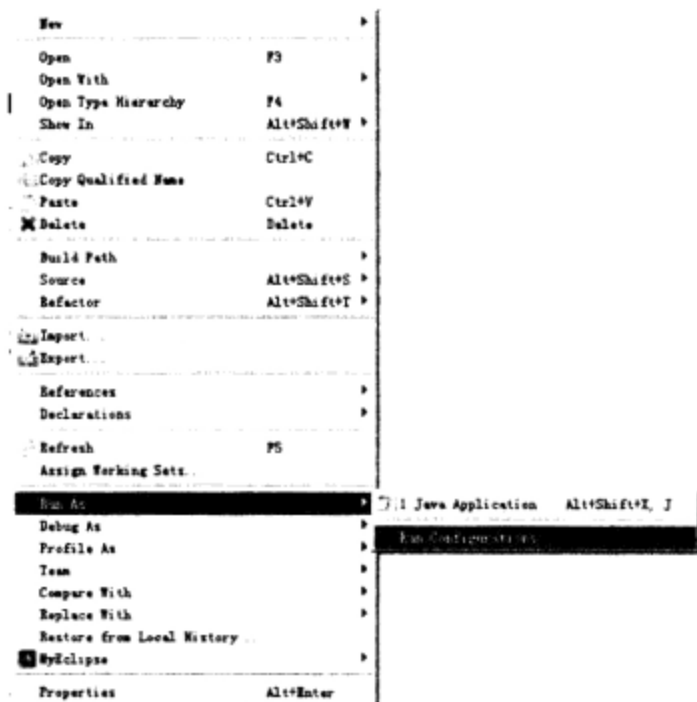 New
Open F3
Open With
Open Type Hierarchy F4
Show In Alt+Shift+W
Copy Ctrl+C
Copy Qualified Name
Paste Ctrl+V
Delete Delete
Build Path
Source Alt+Shift+S
Refactor Alt+Shift+T
Import...
Export...
References
Declarations
Refresh F5
Assign Working Sets...
Run As
1 Java Application Alt+Shift+X, J
Debug As
Run Configurations...
Profile As
Team
Compare With
Replace With
Restore from Local History...
MyEclipse
Properties Alt+Enter